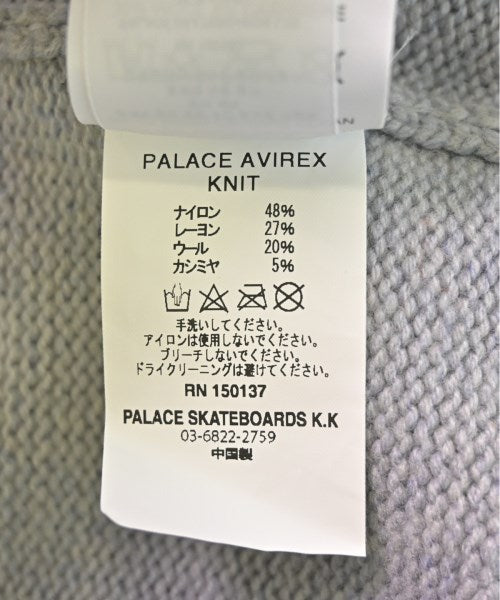 PALACE AVIREX
KNIT
ナイロン 48%
レーヨン 27%
ウール 20%
カシミヤ 5%
手洗いしてください。
アイロンは使用しないでください。
ブリーチしないでください。
ドライクリーニングは避けてください。
RN 150137
PALACE SKATEBOARDS K.K
03-6822-2759
中国製